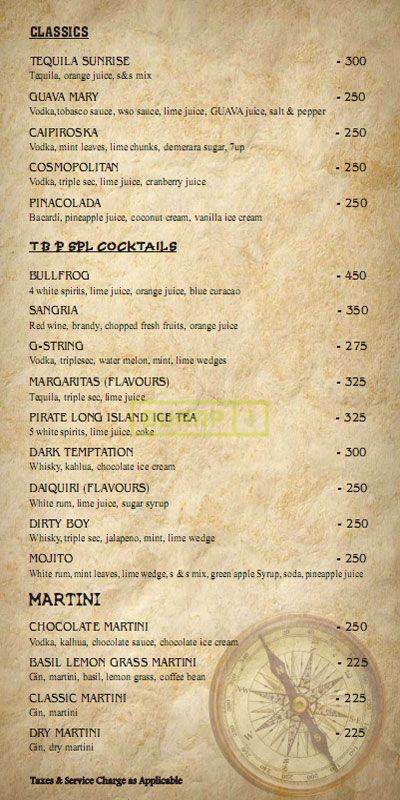 CLASSICS
TEQUILA SUNRISE - 300
Tequila, orange juice, s&s mix
GUAVA MARY - 250
Vodka,tobasco sauce, wso sauce, lime juice, GUAVA juice, salt & pepper
CAIPIROSKA - 250
Vodka, mint leaves, lime chunks, demerara sugar, 7up
COSMOPOLITAN - 250
Vodka, triple sec, lime juice, cranberry juice
PINACOLADA - 250
Bacardi, pineapple juice, coconut cream, vanilla ice cream
T B P SPL COCKTAILS
BULLFROG - 450
4 white spirits, lime juice, orange juice, blue curacao
SANGRIA - 350
Red wine, brandy, chopped fresh fruits, orange juice
G-STRING - 275
Vodka, triplesec, water melon, mint, lime wedges
MARGARITAS (FLAVOURS) - 325
Tequila, triple sec, lime juice
PIRATE LONG ISLAND ICE TEA - 325
5 white spirits, lime juice, coke
DARK TEMPTATION - 300
Whisky, kahlua, chocolate ice cream
DAIQUIRI (FLAVOURS) - 250
White rum, lime juice, sugar syrup
DIRTY BOY - 250
Whisky, triple sec, jalapeno, mint, lime wedge
MOJITO - 250
White rum, mint leaves, lime wedge, s & s mix, green apple Syrup, soda, pineapple juice
MARTINI
CHOCOLATE MARTINI - 250
Vodka, kalhua, chocolate sauce, chocolate ice cream
BASIL LEMON GRASS MARTINI - 225
Gin, martini, basil, lemon grass, coffee bean
CLASSIC MARTINI - 225
Gin, martini
DRY MARTINI - 225
Gin, dry martini
Taxes & Service Charge as Applicable